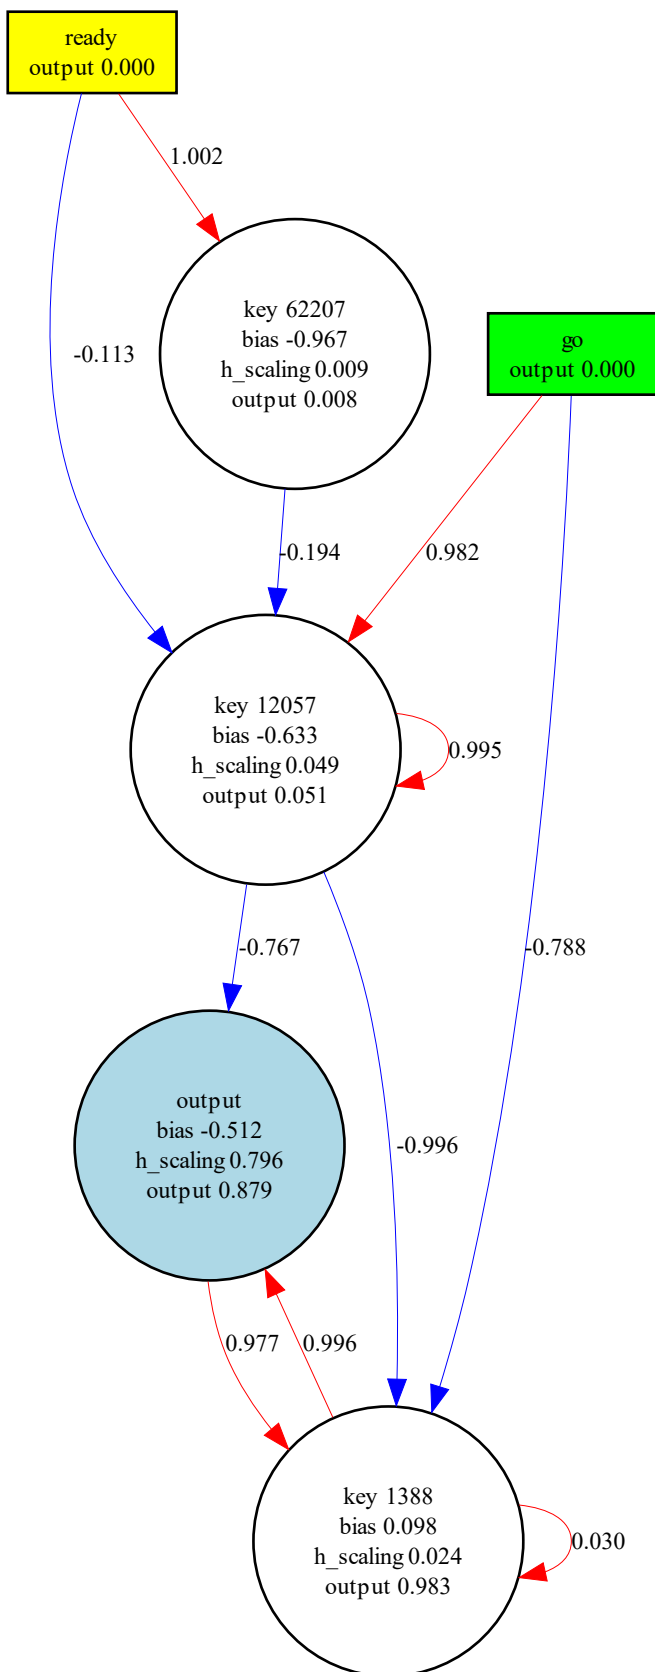 ready
output 0.000
1.002
key 62207
bias -0.967
h_scaling 0.009
output 0.008
-0.113
go
output 0.000
-0.194
0.982
key 12057
bias -0.633
h_scaling 0.049
output 0.051
0.995
-0.767
-0.788
output
bias -0.512
h_scaling 0.796
output 0.879
-0.996
0.977
0.996
key 1388
bias 0.098
h_scaling 0.024
output 0.983
0.030